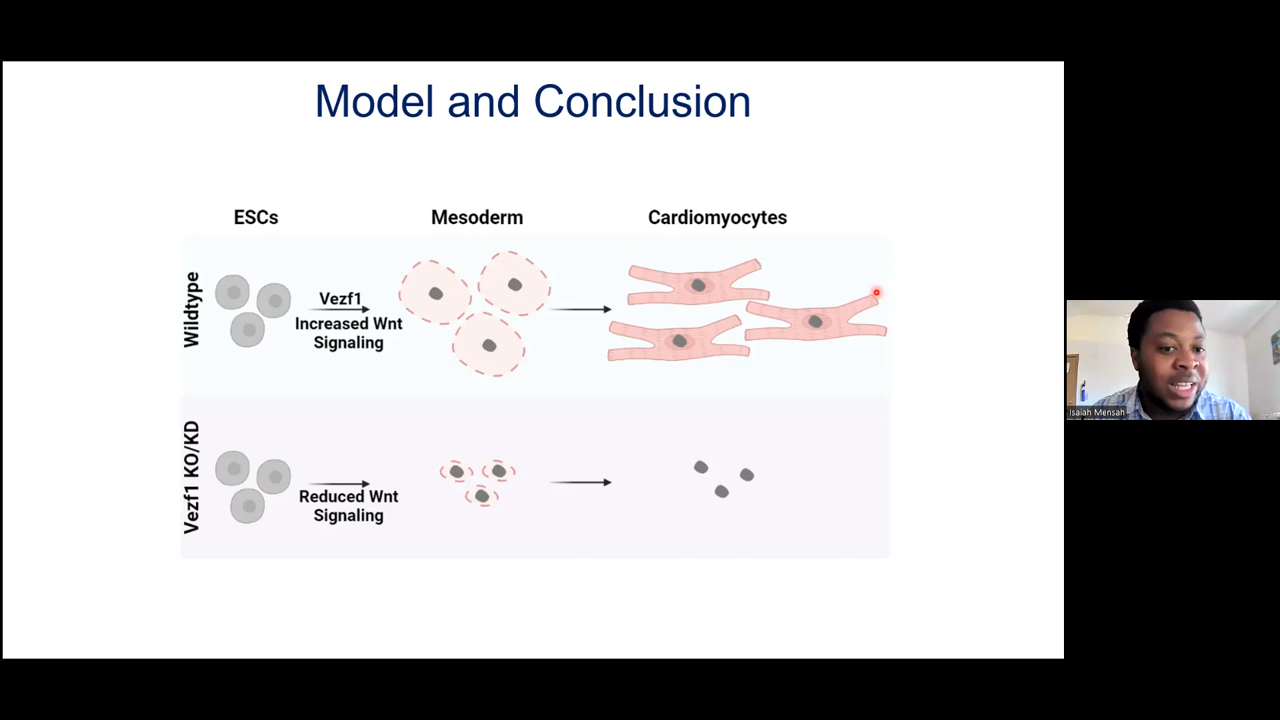 Model and Conclusion
ESCs Mesoderm Cardiomyocytes
Wildtype
Vezf1
Increased Wnt
Signaling
Vezf1 KO/KD
Reduced Wnt
Signaling
Isaiah Mensah